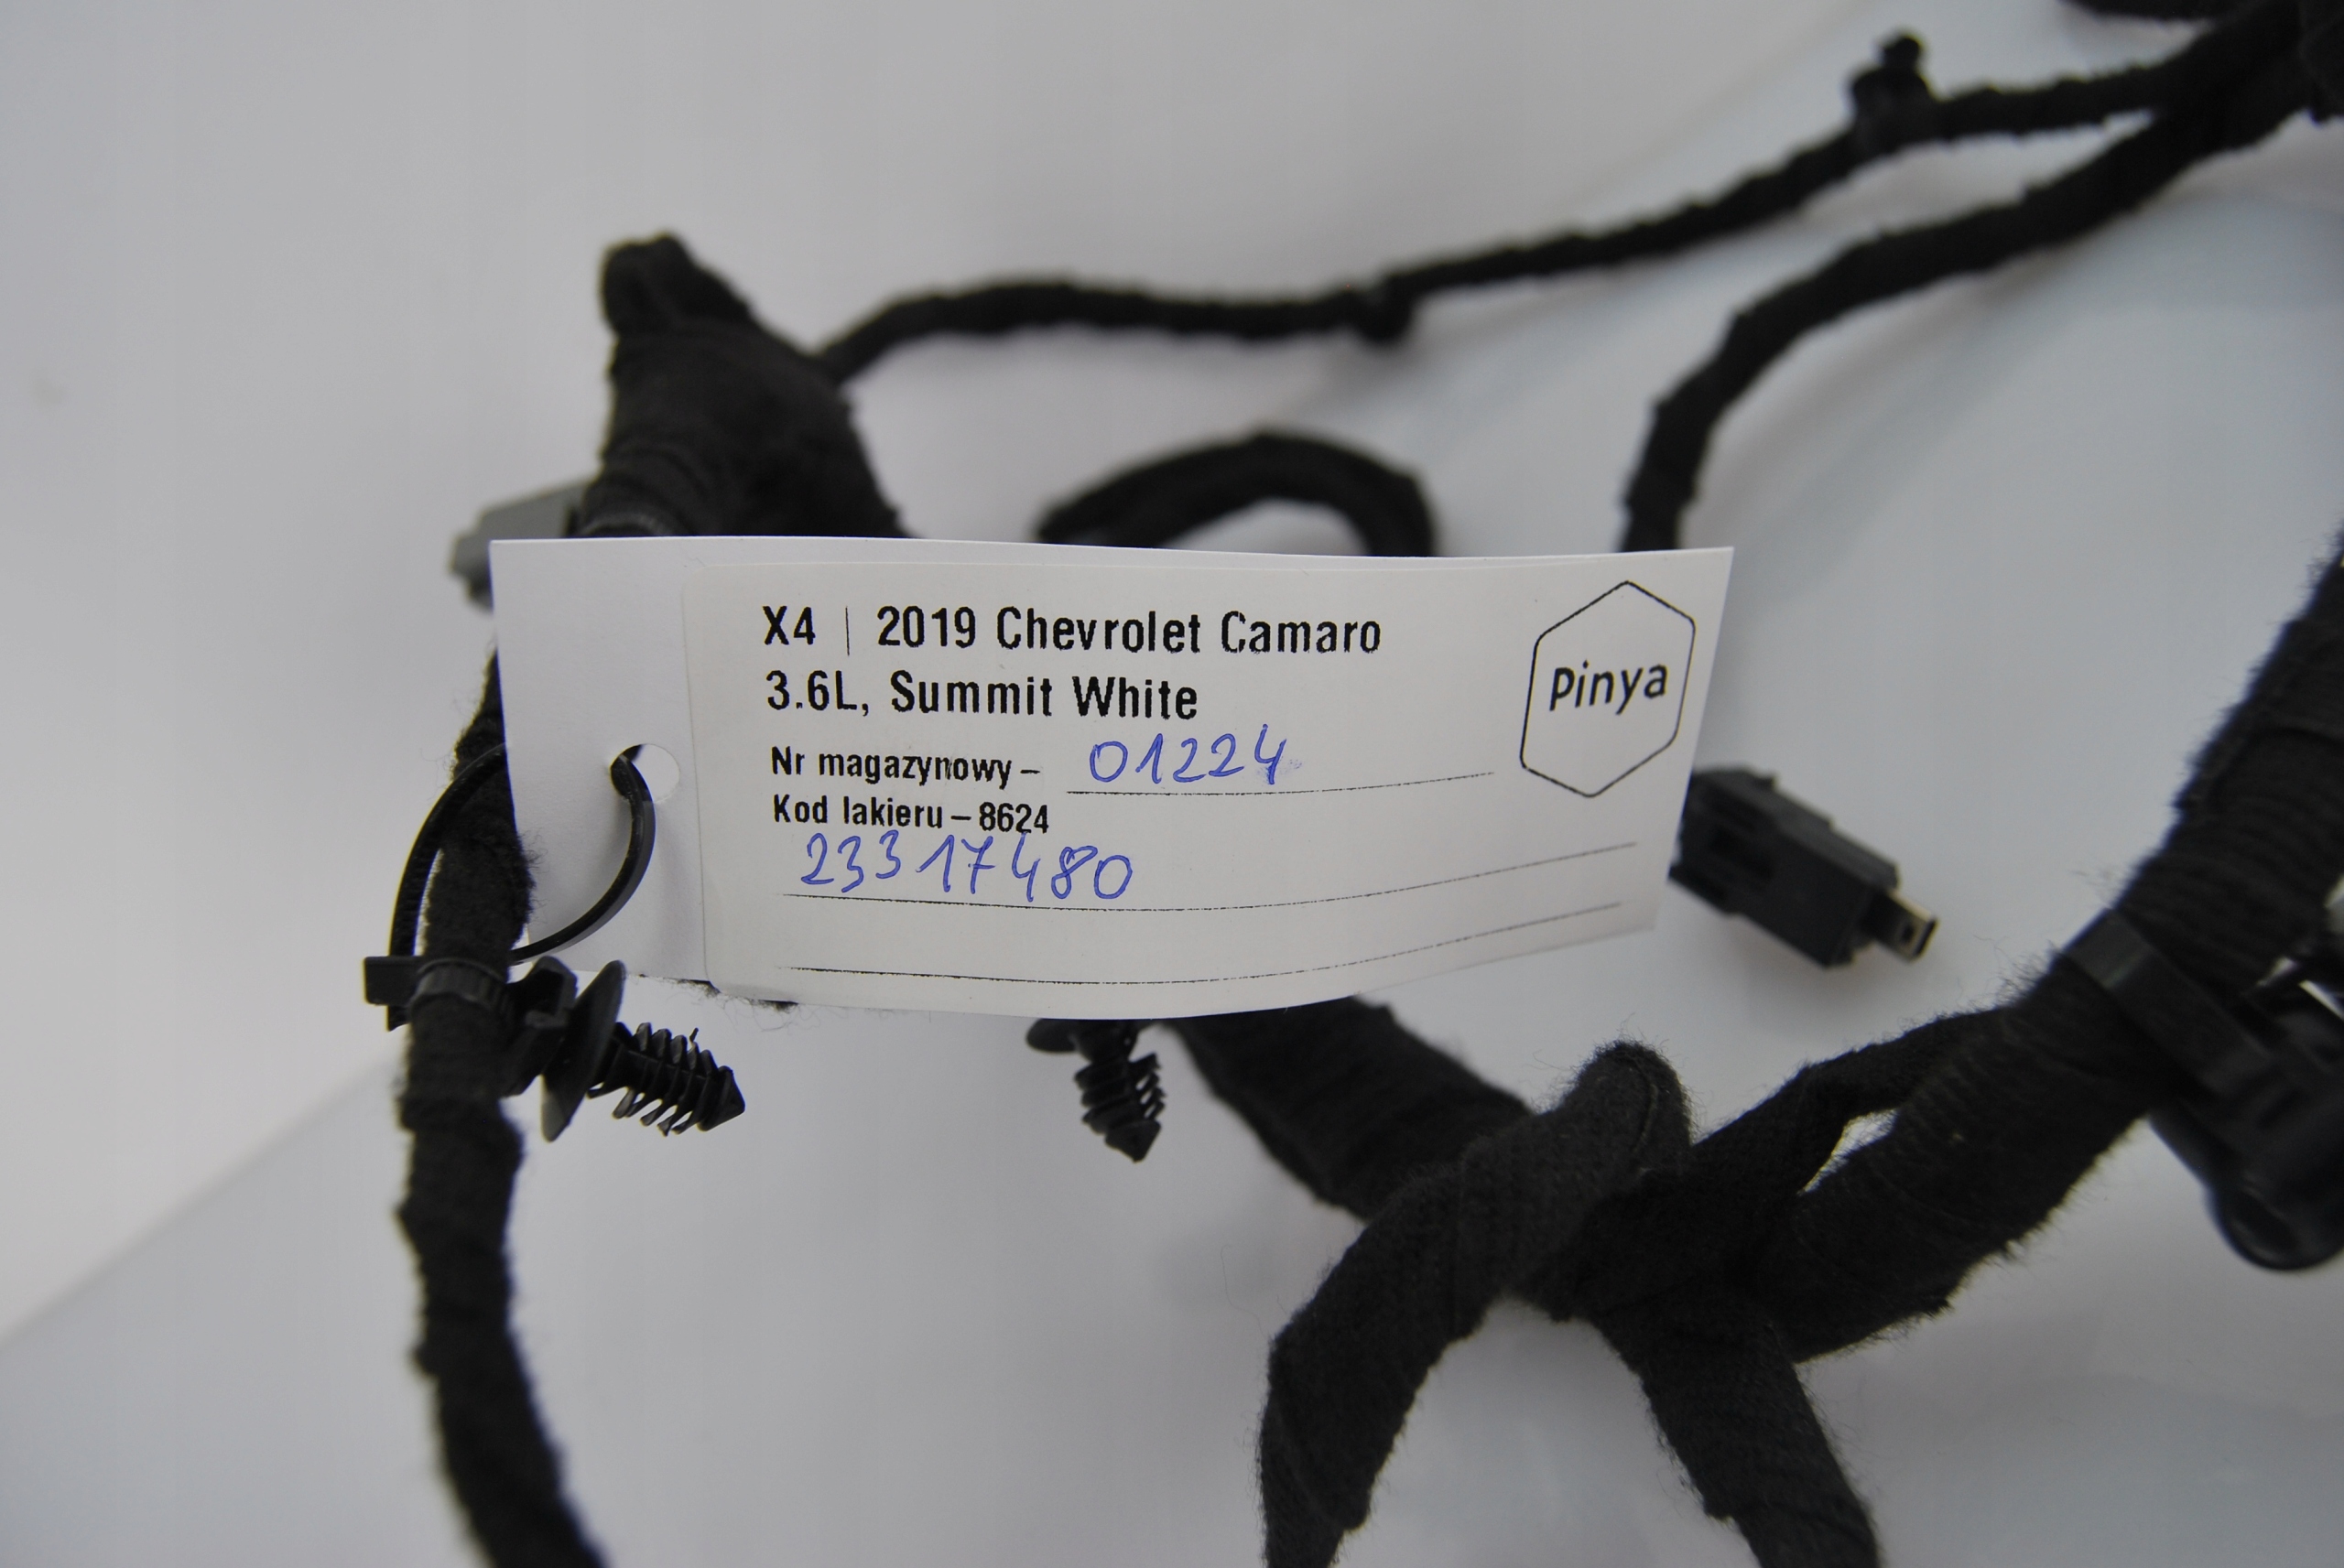 X4 | 2019 Chevrolet Camaro
3.6L, Summit White
Pinya
Nr magazynowy – 01224
Kod lakieru – 8624
23317480